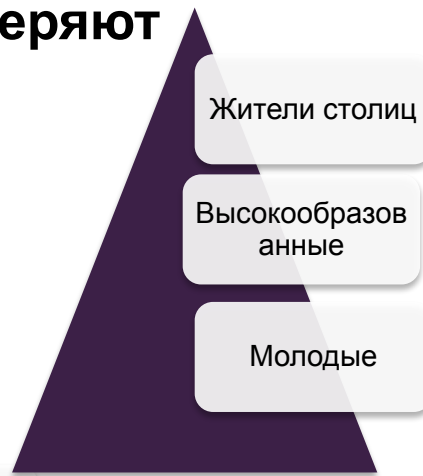 еряют
Жители столиц
Высокообразов
анные
Молодые